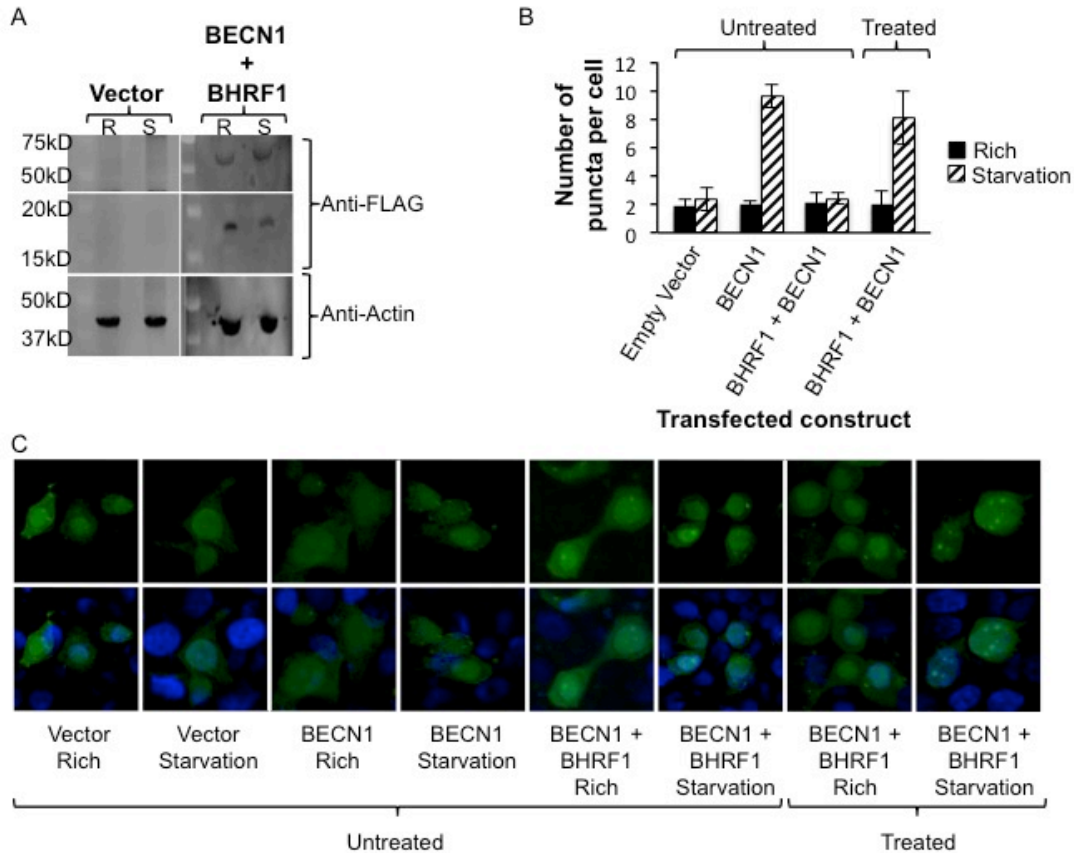 A
BECN1
+
BHRF1
Vector
R S R S
75kD
50kD
20kD
15kD
50kD
37kD
Anti-FLAG
Anti-Actin
B
Untreated Treated
Number of
puncta per cell
12
10
8
6
4
2
0
Rich
Starvation
Empty Vector
BECN1
BHRF1 + BECN1
BHRF1 + BECN1
Transfected construct
C
Vector
Rich
Vector
Starvation
BECN1
Rich
BECN1
Starvation
BECN1 +
BHRF1
Rich
BECN1 +
BHRF1
Starvation
BECN1 +
BHRF1
Rich
BECN1 +
BHRF1
Starvation
Untreated
Treated